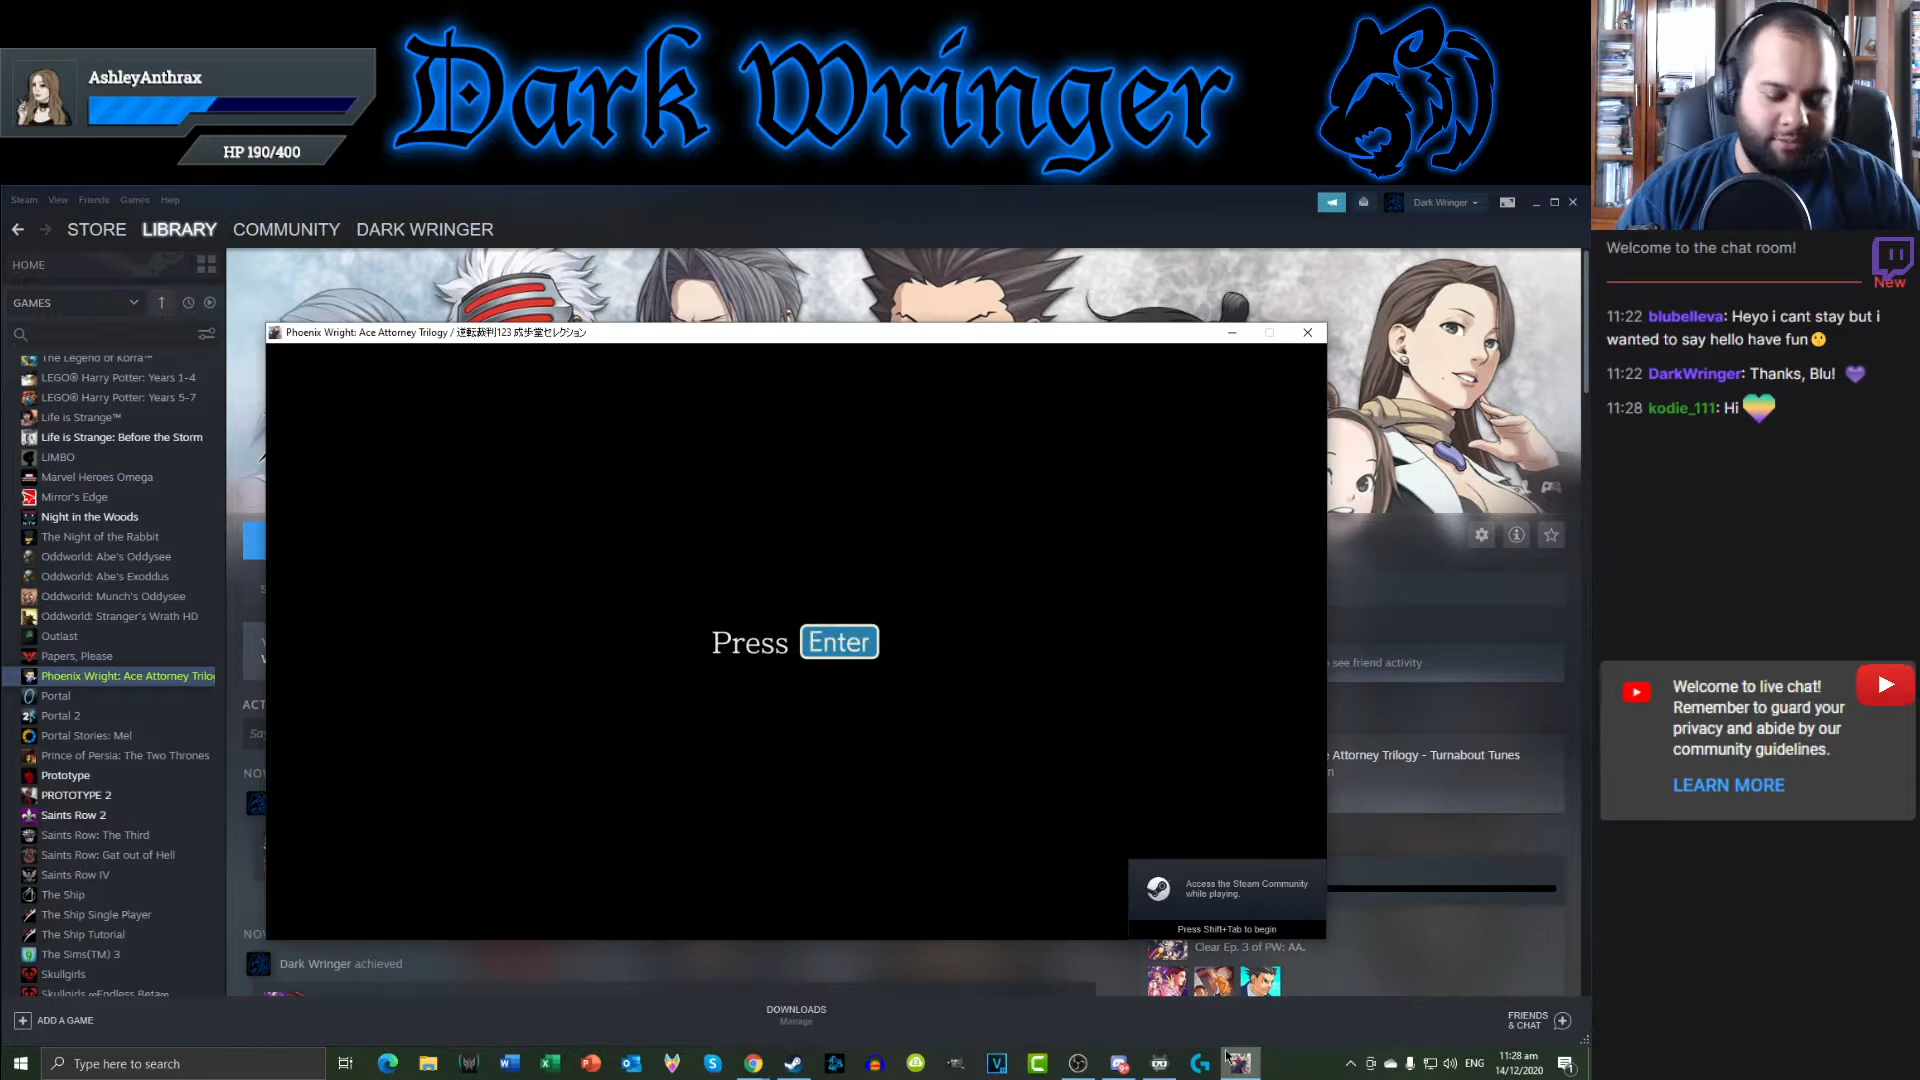 Dark Wringer
AshleyAnthrax
HP 190/400
Steam View Friends Games Help
Dark Wringer
STORE LIBRARY COMMUNITY DARK WRINGER
HOME
GAMES
The Legend of Korra™
LEGO® Harry Potter: Years 1-4
LEGO® Harry Potter: Years 5-7
Life is Strange™
Life is Strange: Before the Storm
LIMBO
Marvel Heroes Omega
Mirror's Edge
Night in the Woods
The Night of the Rabbit
Oddworld: Abe's Oddysee
Oddworld: Abe's Exoddus
Oddworld: Munch's Oddysee
Oddworld: Stranger's Wrath HD
Outlast
Papers, Please
Phoenix Wright: Ace Attorney Trilo
Portal
Portal 2
Portal Stories: Mel
Prince of Persia: The Two Thrones
Prototype
PROTOTYPE 2
Saints Row 2
Saints Row: The Third
Saints Row: Gat out of Hell
Saints Row IV
The Ship
The Ship Single Player
The Ship Tutorial
The Sims(TM) 3
Skullgirls
Skullgirls ∞Endless Beta∞
ADD A GAME
Phoenix Wright: Ace Attorney Trilogy / 逆転裁判123 成歩堂セレクション
Press Enter
Access the Steam Community
while playing.
Press Shift+Tab to begin
see friend activity
ACT
Sa
NO
Attorney Trilogy - Turnabout Tunes
NO
Dark Wringer achieved
Clear Ep. 3 of PW: AA.
DOWNLOADS
Manage
FRIENDS
& CHAT
Welcome to the chat room!
New
11:22 blubelleva: Heyo i cant stay but i
wanted to say hello have fun
11:22 DarkWringer: Thanks, Blu!
11:28 kodie_111: Hi
Welcome to live chat!
Remember to guard your
privacy and abide by our
community guidelines.
LEARN MORE
Type here to search
ENG
11:28 am
14/12/2020